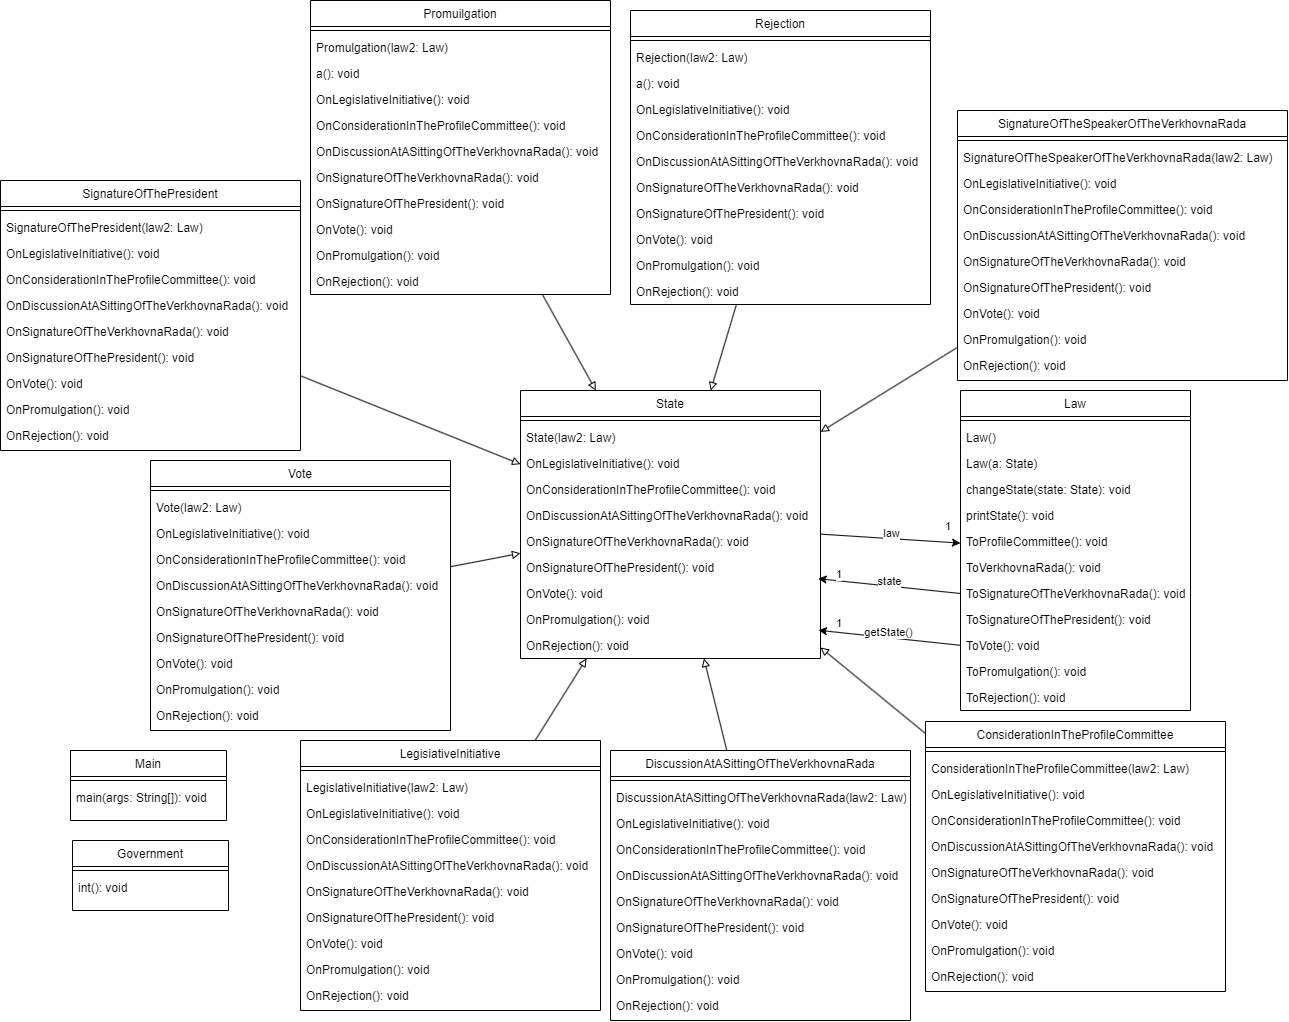 Promuilgation
Promulgation(law2: Law)
a(): void
OnLegislativeInitiative(): void
OnConsiderationInTheProfileCommittee(): void
OnDiscussionAtASittingOfTheVerkhovnaRada(): void
OnSignatureOfTheVerkhovnaRada(): void
OnSignatureOfThePresident(): void
OnVote(): void
OnPromulgation(): void
OnRejection(): void
Rejection
Rejection(law2: Law)
a(): void
OnLegislativeInitiative(): void
OnConsiderationInTheProfileCommittee(): void
OnDiscussionAtASittingOfTheVerkhovnaRada(): void
OnSignatureOfTheVerkhovnaRada(): void
OnSignatureOfThePresident(): void
OnVote(): void
OnPromulgation(): void
OnRejection(): void
SignatureOfTheSpeakerOfTheVerkhovnaRada
SignatureOfTheSpeakerOfTheVerkhovnaRada(law2: Law)
OnLegislativeInitiative(): void
OnConsiderationInTheProfileCommittee(): void
OnDiscussionAtASittingOfTheVerkhovnaRada(): void
OnSignatureOfTheVerkhovnaRada(): void
OnSignatureOfThePresident(): void
OnVote(): void
OnPromulgation(): void
OnRejection(): void
SignatureOfThePresident
SignatureOfThePresident(law2: Law)
OnLegislativeInitiative(): void
OnConsiderationInTheProfileCommittee(): void
OnDiscussionAtASittingOfTheVerkhovnaRada(): void
OnSignatureOfTheVerkhovnaRada(): void
OnSignatureOfThePresident(): void
OnVote(): void
OnPromulgation(): void
OnRejection(): void
State
State(law2: Law)
OnLegislativeInitiative(): void
OnConsiderationInTheProfileCommittee(): void
OnDiscussionAtASittingOfTheVerkhovnaRada(): void
OnSignatureOfTheVerkhovnaRada(): void
OnSignatureOfThePresident(): void
OnVote(): void
OnPromulgation(): void
OnRejection(): void
law
1
1
state
1
getState()
Law
Law()
Law(a: State)
changeState(state: State): void
printState(): void
ToProfileCommittee(): void
ToVerkhovnaRada(): void
ToSignatureOfTheVerkhovnaRada(): void
ToSignatureOfThePresident(): void
ToVote(): void
ToPromulgation(): void
ToRejection(): void
Vote
Vote(law2: Law)
OnLegislativeInitiative(): void
OnConsiderationInTheProfileCommittee(): void
OnDiscussionAtASittingOfTheVerkhovnaRada(): void
OnSignatureOfTheVerkhovnaRada(): void
OnSignatureOfThePresident(): void
OnVote(): void
OnPromulgation(): void
OnRejection(): void
Main
main(args: String[]): void
Government
int(): void
LegisiativeInitiative
LegislativeInitiative(law2: Law)
OnLegislativeInitiative(): void
OnConsiderationInTheProfileCommittee(): void
OnDiscussionAtASittingOfTheVerkhovnaRada(): void
OnSignatureOfTheVerkhovnaRada(): void
OnSignatureOfThePresident(): void
OnVote(): void
OnPromulgation(): void
OnRejection(): void
DiscussionAtASittingOfTheVerkhovnaRada
DiscussionAtASittingOfTheVerkhovnaRada(law2: Law)
OnLegislativeInitiative(): void
OnConsiderationInTheProfileCommittee(): void
OnDiscussionAtASittingOfTheVerkhovnaRada(): void
OnSignatureOfTheVerkhovnaRada(): void
OnSignatureOfThePresident(): void
OnVote(): void
OnPromulgation(): void
OnRejection(): void
ConsiderationInTheProfileCommittee
ConsiderationInTheProfileCommittee(law2: Law)
OnLegislativeInitiative(): void
OnConsiderationInTheProfileCommittee(): void
OnDiscussionAtASittingOfTheVerkhovnaRada(): void
OnSignatureOfTheVerkhovnaRada(): void
OnSignatureOfThePresident(): void
OnVote(): void
OnPromulgation(): void
OnRejection(): void